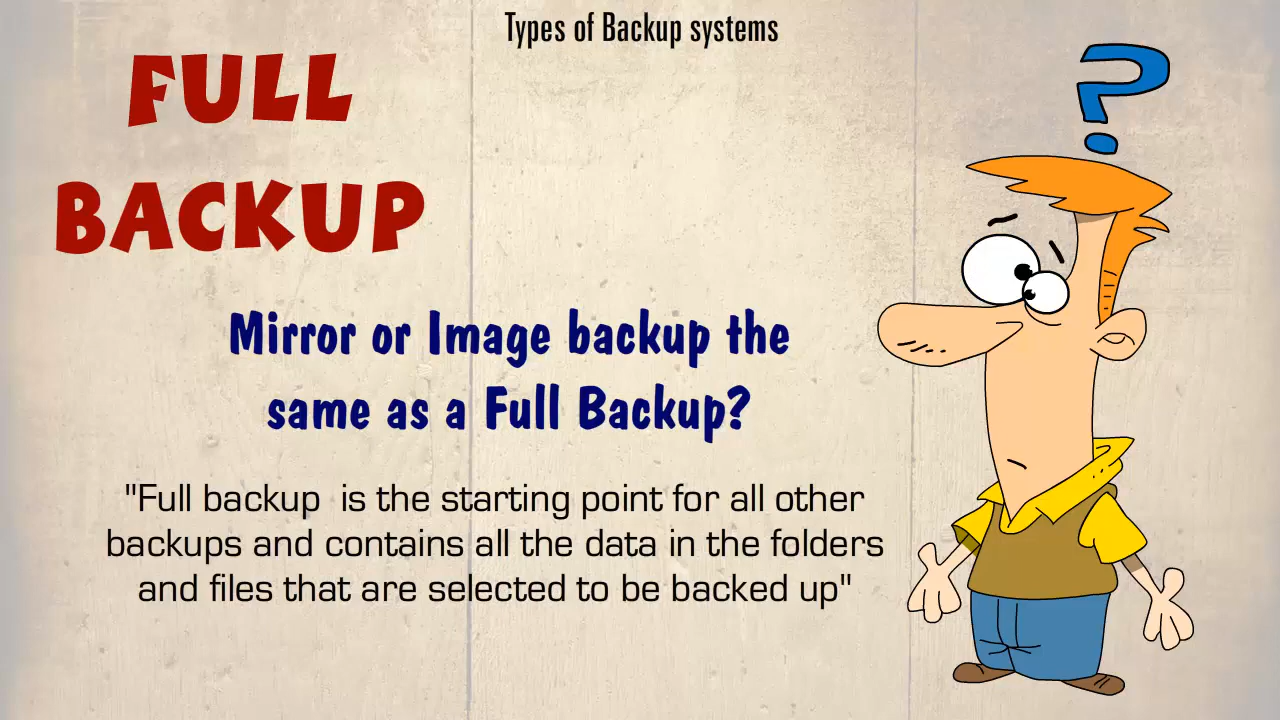 Types of Backup systems
FULL
BACKUP
?
Mirror or Image backup the
same as a Full Backup?
"Full backup  is the starting point for all other
backups and contains all the data in the folders
and files that are selected to be backed up"